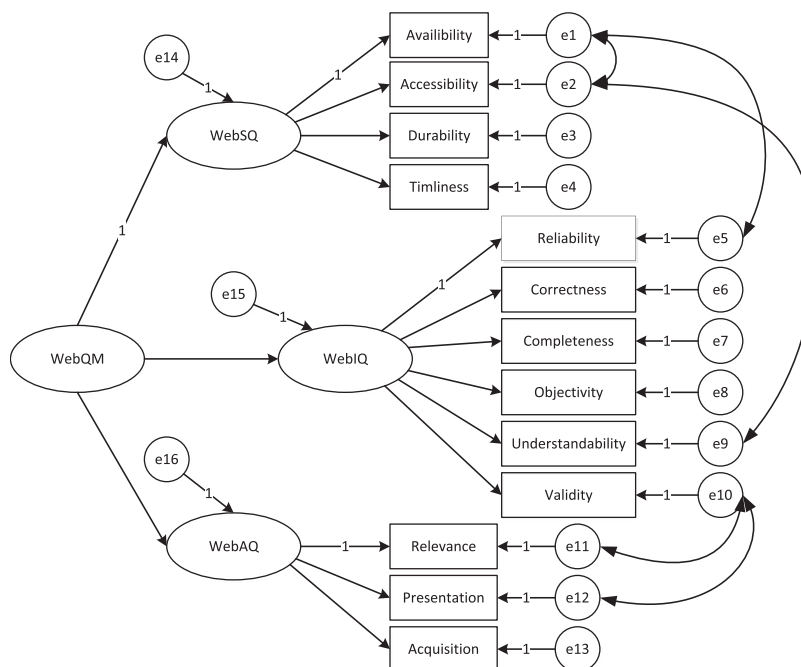 Availibility
1
e1
e14
1
1
Accessibility
1
e2
WebSQ
Durability
1
e3
Timliness
1
e4
1
Reliability
1
e5
e15
1
1
Correctness
1
e6
WebQM
WebIQ
Completeness
1
e7
Objectivity
1
e8
Understandability
1
e9
e16
1
Validity
1
e10
WebAQ
1
Relevance
1
e11
Presentation
1
e12
Acquisition
1
e13